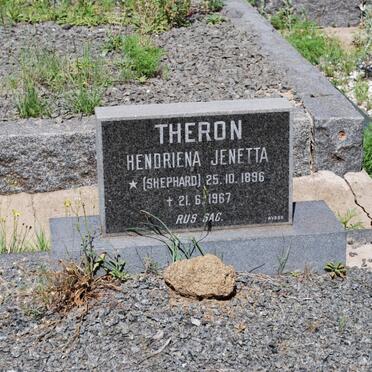 THERON
HENDRIENA JENETTA
★ (SHEPHARD) 25.10.1896
† 21.6.1967
RUS SAG.